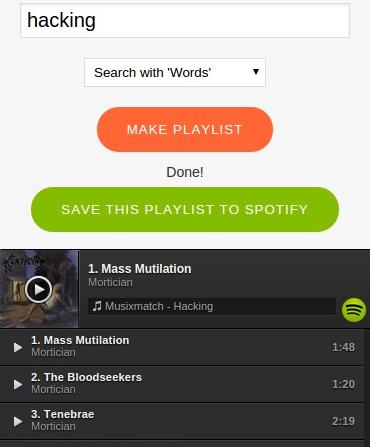 hacking
Search with 'Words'
MAKE PLAYLIST
Done!
SAVE THIS PLAYLIST TO SPOTIFY
MORTICIAN
1. Mass Mutilation
Mortician
Musixmatch - Hacking
1. Mass Mutilation
Mortician
1:48
2. The Bloodseekers
Mortician
1:20
3. Tenebrae
Mortician
2:19